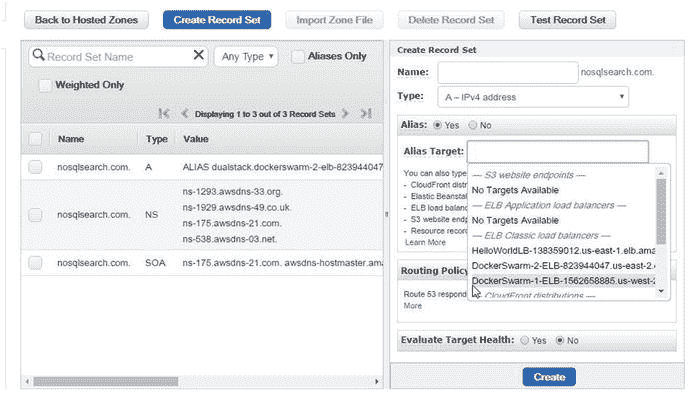 Back to Hosted Zones Create Record Set Import Zone File Delete Record Set Test Record Set
Record Set Name Any Type Aliases Only
Weighted Only
Displaying 1 to 3 out of 3 Record Sets
Name Type Value
nosqlsearch.com. A ALIAS dualstack.dockerswarm-2-elb-823944047
nosqlsearch.com. NS
ns-1293.awsdns-33.org.
ns-1929.awsdns-49.co.uk.
ns-175.awsdns-21.com.
ns-538.awsdns-03.net.
nosqlsearch.com. SOA ns-175.awsdns-21.com. awsdns-hostmaster.ama
Create Record Set
Name: nosqlsearch.com.
Type: A – IPv4 address
Alias: Yes No
Alias Target:
You can also type
- CloudFront distr
- Elastic Beanstalk
- ELB load balanc
- S3 website endp
- Resource record
Learn More
— S3 website endpoints —
No Targets Available
— ELB Application load balancers —
No Targets Available
— ELB Classic load balancers —
HelloWorldLB-138359012.us-east-1.elb.ama
DockerSwarm-2-ELB-823944047.us-east-2.
DockerSwarm-1-ELB-1562658885.us-west-2
— CloudFront distributions —
Routing Policy
Route 53 respond
More
Evaluate Target Health: Yes No
Create